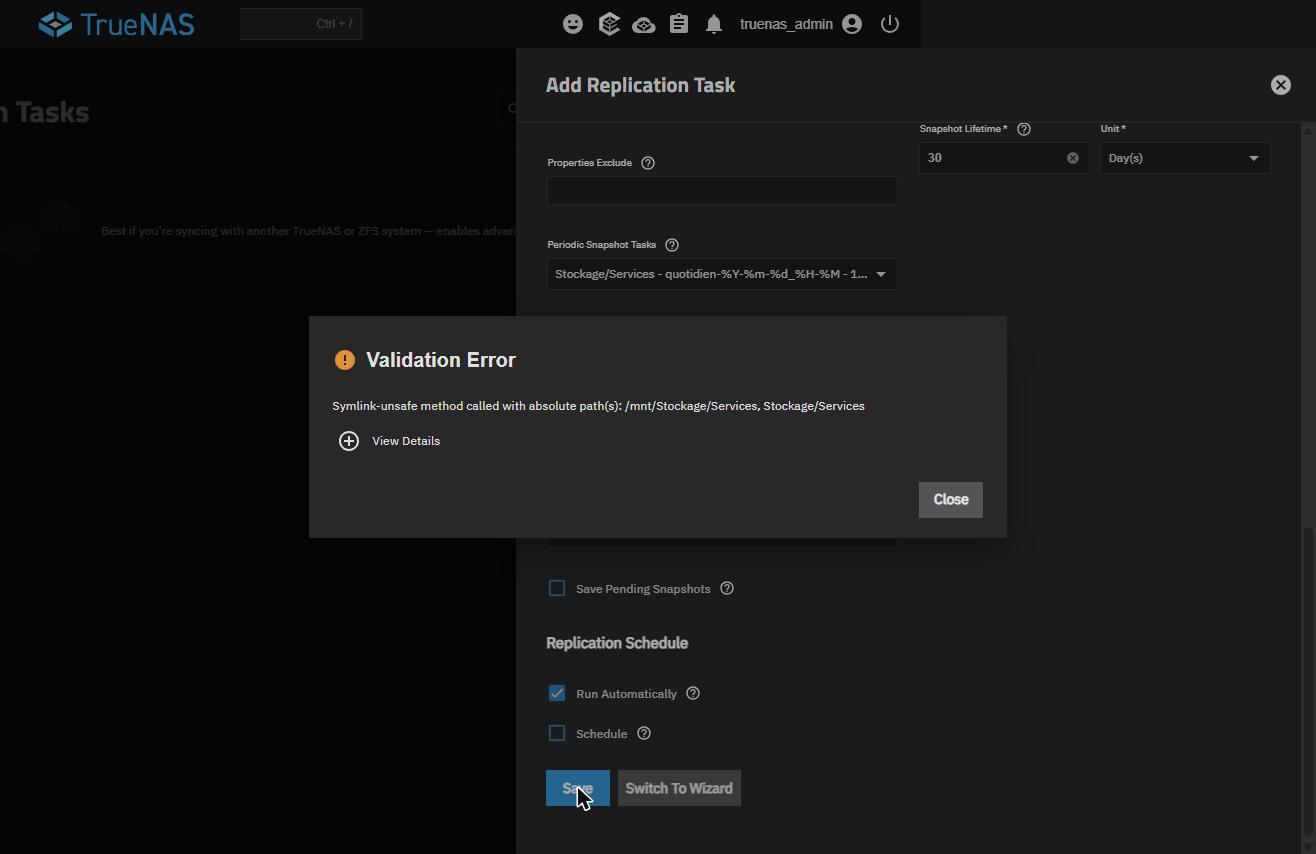 TrueNAS
Ctrl + /
truenas_admin
Add Replication Task
n Tasks
Snapshot Lifetime *
Unit *
30
Day(s)
Properties Exclude
Best if you're syncing with another TrueNAS or ZFS system — enables advan
Periodic Snapshot Tasks
Stockage/Services - quotidien-%Y-%m-%d_%H-%M - 1...
Validation Error
Symlink-unsafe method called with absolute path(s): /mnt/Stockage/Services, Stockage/Services
View Details
Close
Save Pending Snapshots
Replication Schedule
Run Automatically
Schedule
Save
Switch To Wizard